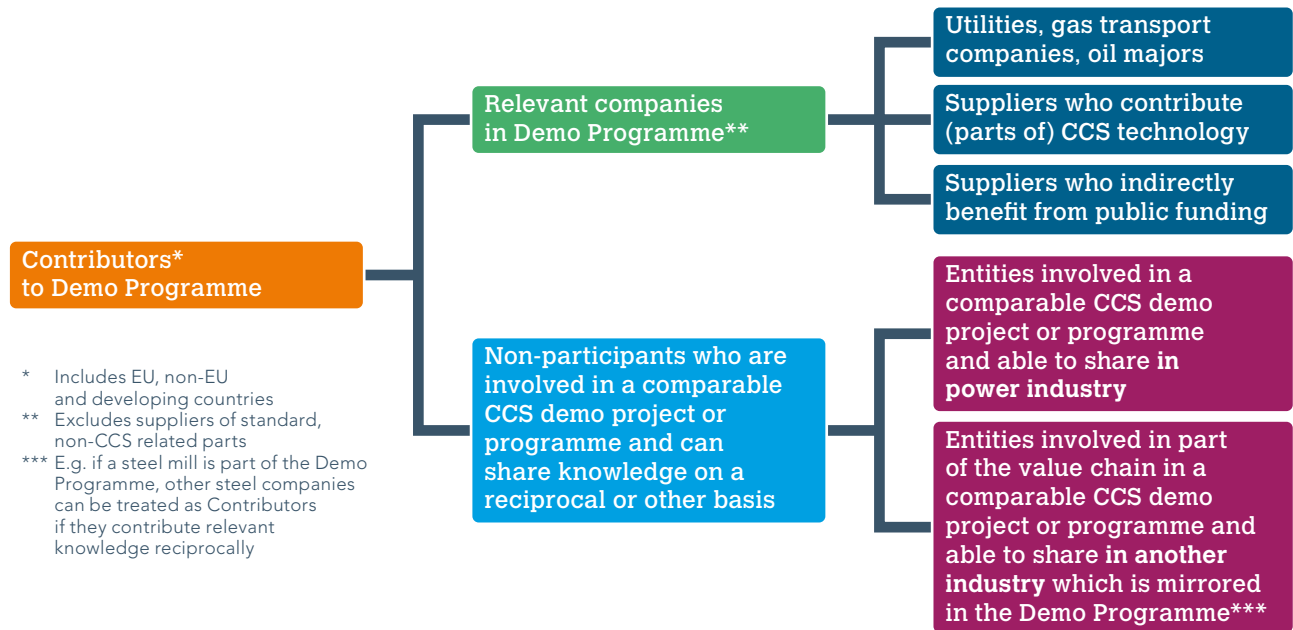 Contributors*
to Demo Programme
Relevant companies
in Demo Programme**
Utilities, gas transport
companies, oil majors
Suppliers who contribute
(parts of) CCS technology
Suppliers who indirectly
benefit from public funding
Non-participants who are
involved in a comparable
CCS demo project or
programme and can
share knowledge on a
reciprocal or other basis
Entities involved in a
comparable CCS demo
project or programme
and able to share in
power industry
Entities involved in part
of the value chain in a
comparable CCS demo
project or programme and
able to share in another
industry which is mirrored
in the Demo Programme***
* Includes EU, non-EU
and developing countries
** Excludes suppliers of standard,
non-CCS related parts
*** E.g. if a steel mill is part of the Demo
Programme, other steel companies
can be treated as Contributors
if they contribute relevant
knowledge reciprocally